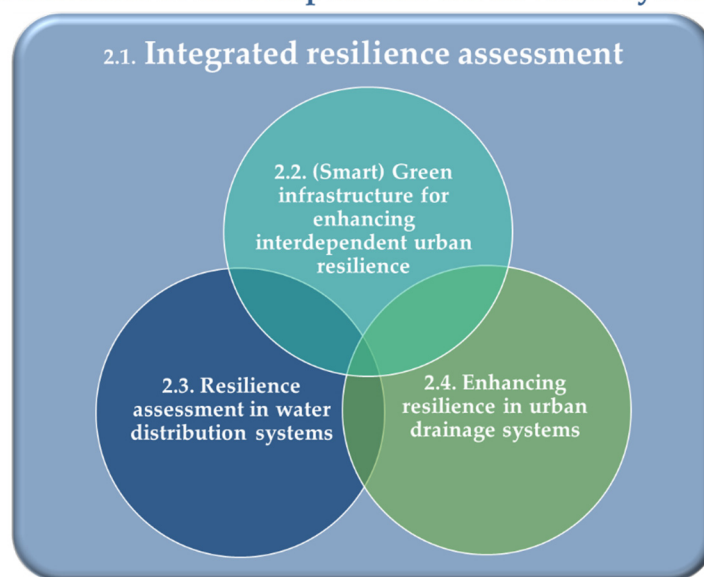 2.1. Integrated resilience assessment
2.2. (Smart) Green
infrastructure for
enhancing
interdependent urban
resilience
2.3. Resilience
assessment in water
distribution systems
2.4. Enhancing
resilience in urban
drainage systems